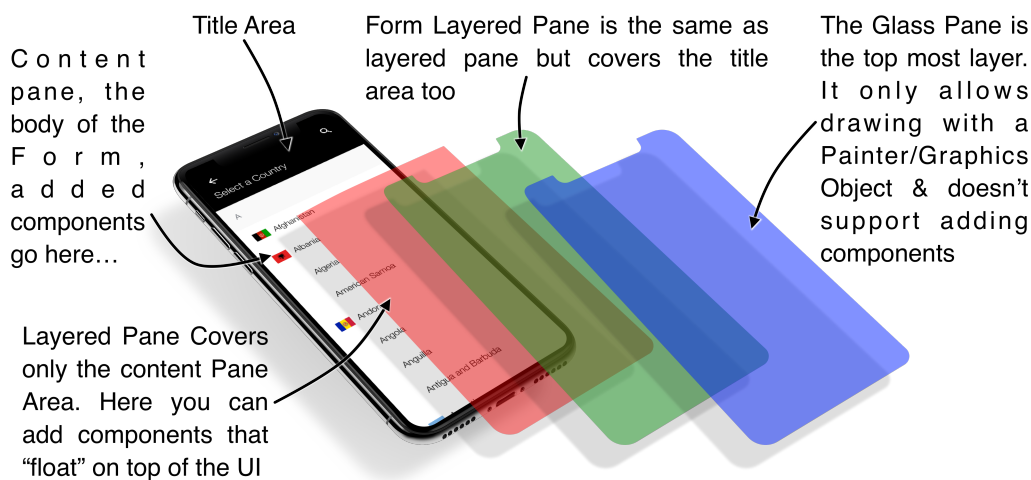 Title Area
Form Layered Pane is the same as
layered pane but covers the title
area too
The Glass Pane is
the top most layer.
It only allows
drawing with a
Painter/Graphics
Object & doesn’t
support adding
components
Content
pane, the
body of the
Form,
added
components
go here…
Select a Country
A
Afghanistan
Albania
Algeria
American Samoa
Andor
Angola
Anguilla
Antigua and Barbuda
Layered Pane Covers
only the content Pane
Area. Here you can
add components that
“float” on top of the UI